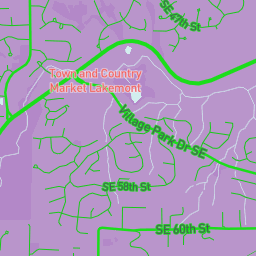 SE 47th St
Town and Country
Market Lakemont
Village Park Dr SE
SE 58th St
SE 60th St